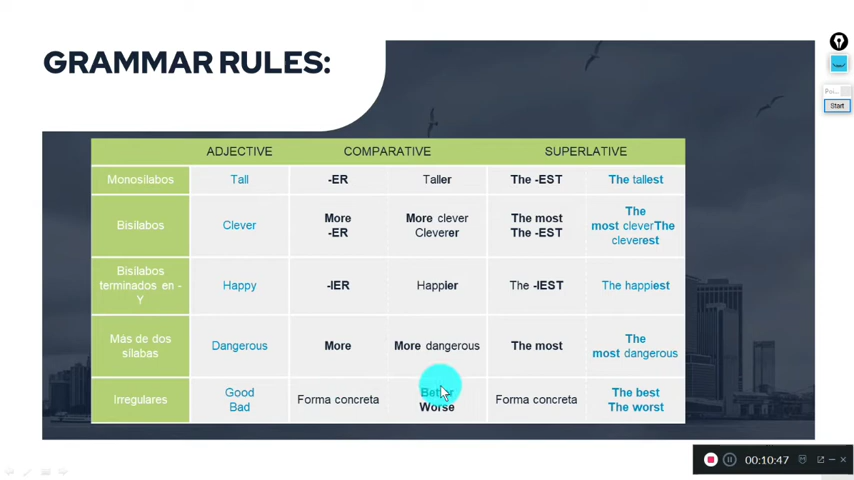 GRAMMAR RULES:
ADJECTIVE COMPARATIVE SUPERLATIVE
Monosílabos Tall -ER Taller The -EST The tallest
Bisílabos Clever More
-ER More clever
Cleverer The most
The -EST The
most cleverThe
cleverest
Bisílabos
terminados en -
Y Happy -IER Happier The -IEST The happiest
Más de dos
sílabas Dangerous More More dangerous The most The
most dangerous
Irregulares Good
Bad Forma concreta Better
Worse Forma concreta The best
The worst
Poi...
Start
00:10:47